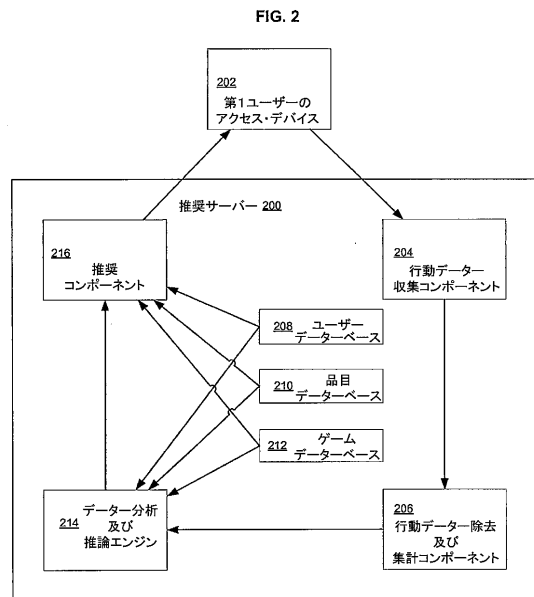 FIG. 2
202
第1ユーザーの
アクセス・デバイス
推奨サーバー 200
216
推奨
コンポーネント
204
行動データー
収集コンポーネント
208 ユーザー
データーベース
210 品目
データーベース
212 ゲーム
データーベース
データー分析
及び
214 推論エンジン
206
行動データー除去
及び
集計コンポーネント